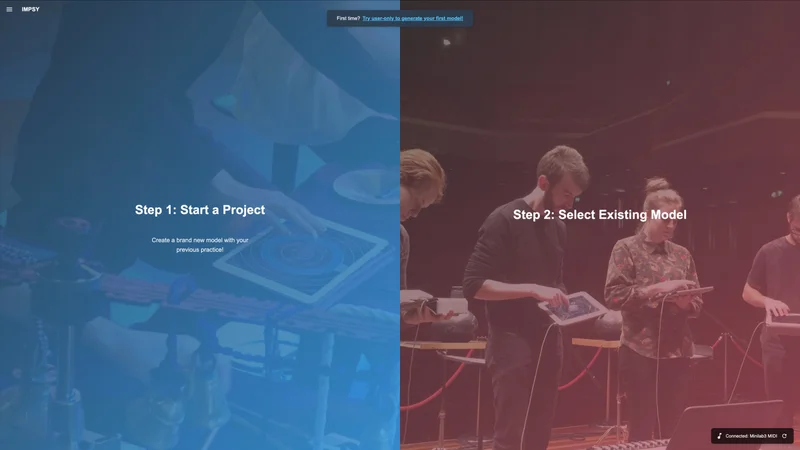 IMPSY
First time? Try user-only to generate your first model!
Step 1: Start a Project
Create a brand new model with your
previous practice!
Step 2: Select Existing Model
Connected: Minilab3 MIDI